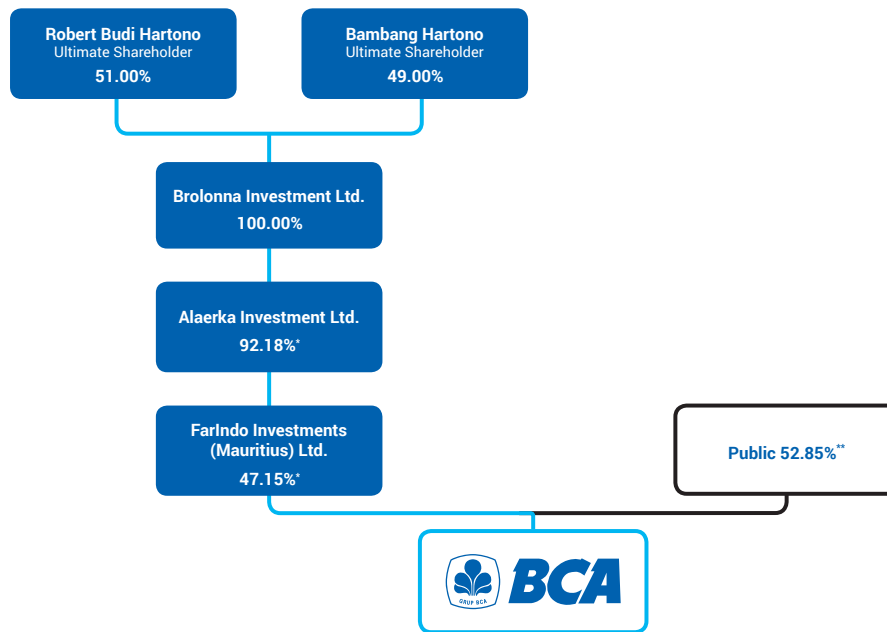 Robert Budi Hartono
Ultimate Shareholder
51.00%
Bambang Hartono
Ultimate Shareholder
49.00%
Brolonna Investment Ltd.
100.00%
Alaerka Investment Ltd.
92.18%*
FarIndo Investments
(Mauritius) Ltd.
47.15%*
Public 52.85%**
GRUP BCA
BCA